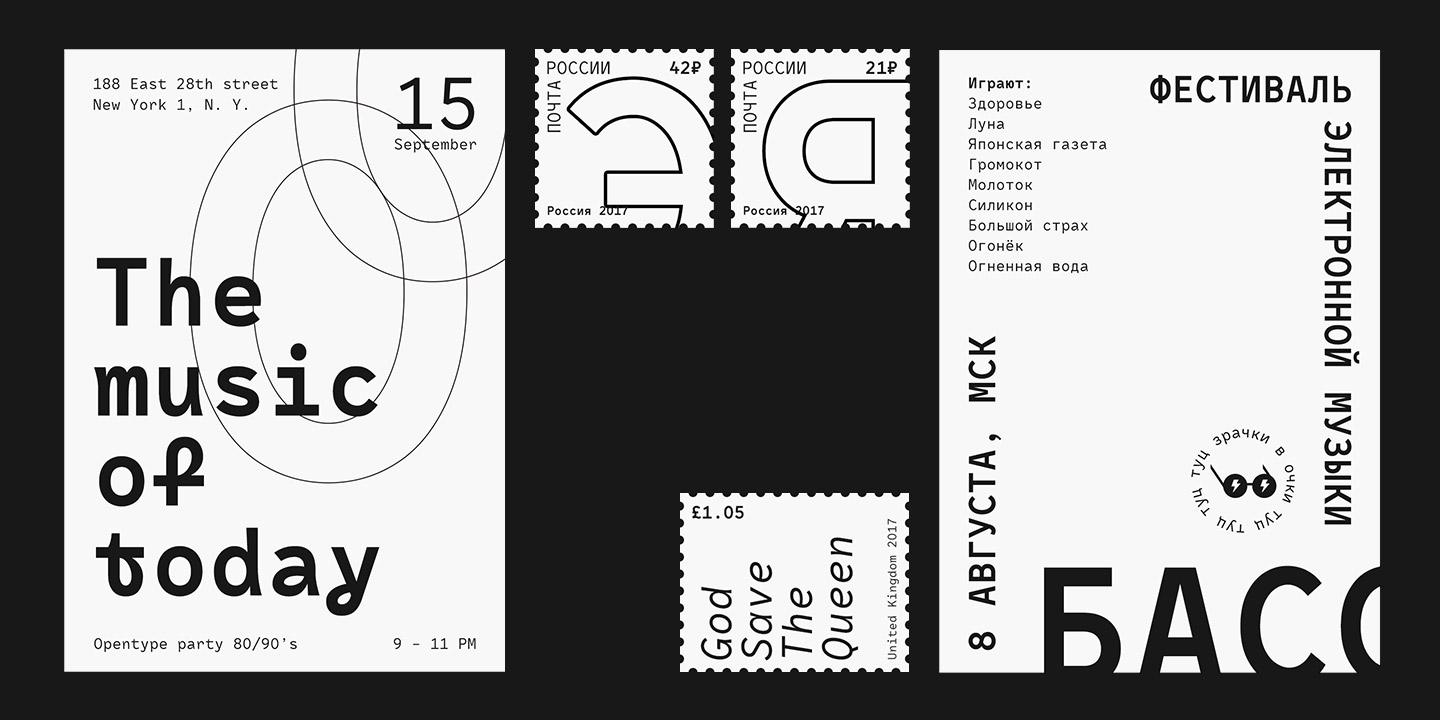 188 East 28th street
New York 1, N. Y.
15
September
The
music
of
today
Opentype party 80/90’s
9 – 11 PM
РОССИИ
42₽
ПОЧТА
Э
Россия 2017
РОССИИ
21₽
ПОЧТА
Я
Россия 2017
£1.05
God
Save
The
Queen
United Kingdom 2017
Играют:
Здоровье
Луна
Японская газета
Громокот
Молоток
Силикон
Большой страх
Огонёк
Огненная вода
ФЕСТИВАЛЬ
ЭЛЕКТРОННОЙ МУЗЫКИ
8 АВГУСТА, МСК
зрачки в очки туц туц туц туц туц
БАСС